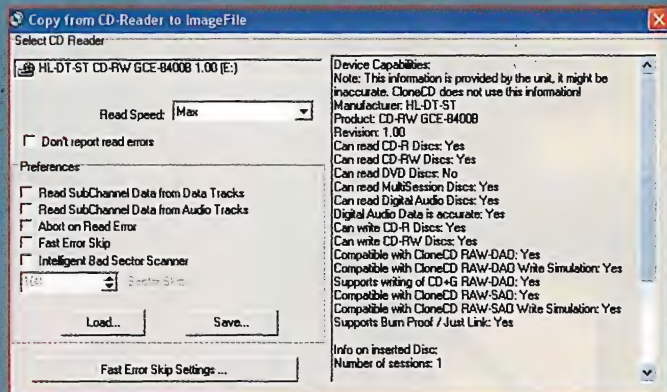 Copy from CD-Reader to ImageFile
Select CD Reader
HL-DT-ST CD-RW GCE-8400B 1.00 (E:)
Read Speed: Max
Don't report read errors
Preferences
Read SubChannel Data from Data Tracks
Read SubChannel Data from Audio Tracks
Abort on Read Error
Fast Error Skip
Intelligent Bad Sector Scanner
Sector Skip
Load...
Save...
Fast Error Skip Settings ...
Device Capabilities:
Note: This information is provided by the unit, it might be
inaccurate. CloneCD does not use this information!
Manufacturer: HL-DT-ST
Product: CD-RW GCE-8400B
Revision: 1.00
Can read CD-R Discs: Yes
Can read CD-RW Discs: Yes
Can read DVD Discs: No
Can read MultiSession Discs: Yes
Can read Digital Audio Discs: Yes
Digital Audio Data is accurate: Yes
Can write CD-R Discs: Yes
Can write CD-RW Discs: Yes
Compatible with CloneCD RAW-DAO: Yes
Compatible with CloneCD RAW-DAO Write Simulation: Yes
Supports writing of CD+G RAW-DAO: Yes
Compatible with CloneCD RAW-SAO: Yes
Compatible with CloneCD RAW-SAO Write Simulation: Yes
Supports Burn Proof / Just Link: Yes
Info on inserted Disc:
Number of sessions: 1